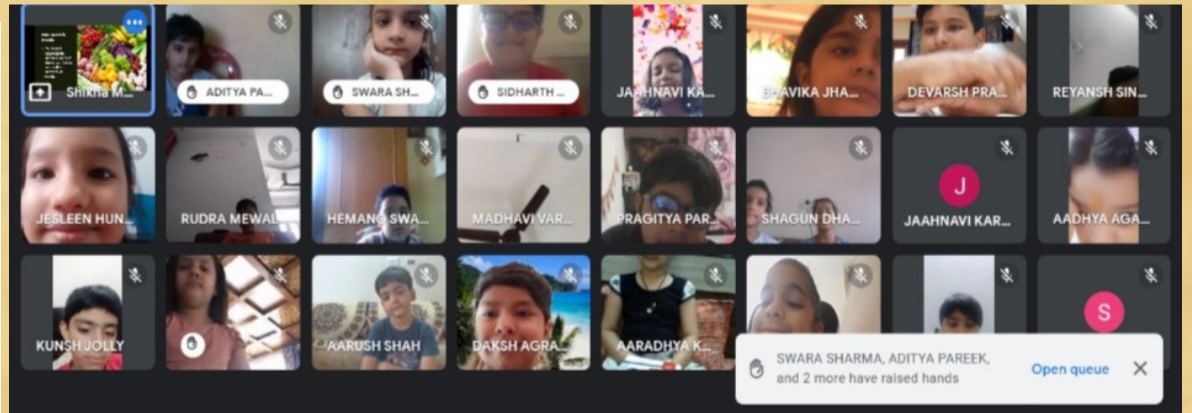 Shikha M...
ADITYA PA...
SWARA SH...
SIDHARTH ...
JAAHNAVI KA...
BHAVIKA JHA...
DEVARSH PRA...
REYANSH SIN...
JESLEEN HUN...
RUDRA MEWAL...
HEMANG SWA...
MADHAVI VAR...
PRAGITYA PAR...
SHAGUN DHA...
J
JAAHNAVI KAR...
AADHYA AGA...
KUNSH JOLLY
AARUSH SHAH
DAKSH AGRA...
AARADHYA K...
S
SWARA SHARMA, ADITYA PAREEK,
and 2 more have raised hands
Open queue